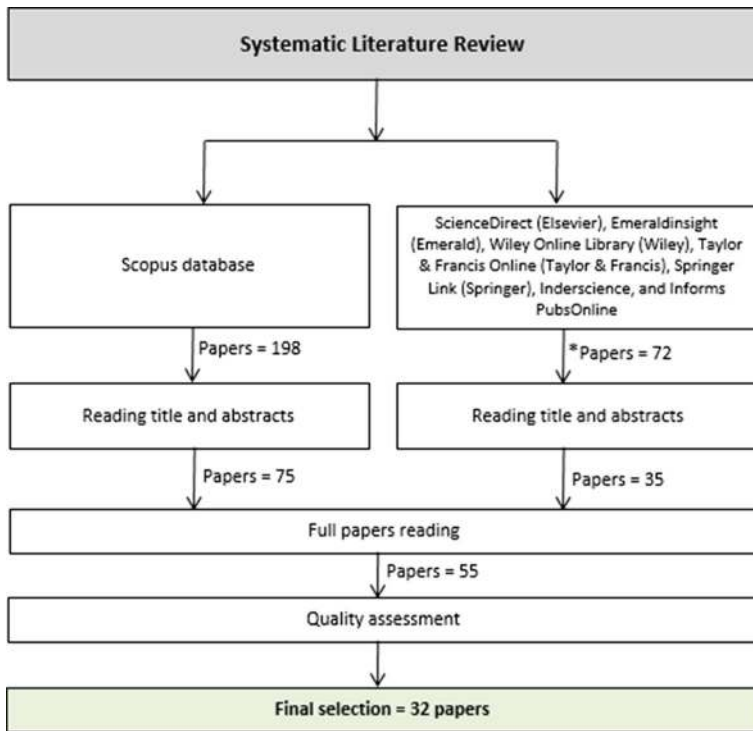 Systematic Literature Review
Scopus database
ScienceDirect (Elsevier), Emeraldinsight
(Emerald), Wiley Online Library (Wiley), Taylor
& Francis Online (Taylor & Francis), Springer
Link (Springer), Inderscience, and Informs
PubsOnline
Papers = 198
*Papers = 72
Reading title and abstracts
Reading title and abstracts
Papers = 75
Papers = 35
Full papers reading
Papers = 55
Quality assessment
Final selection = 32 papers